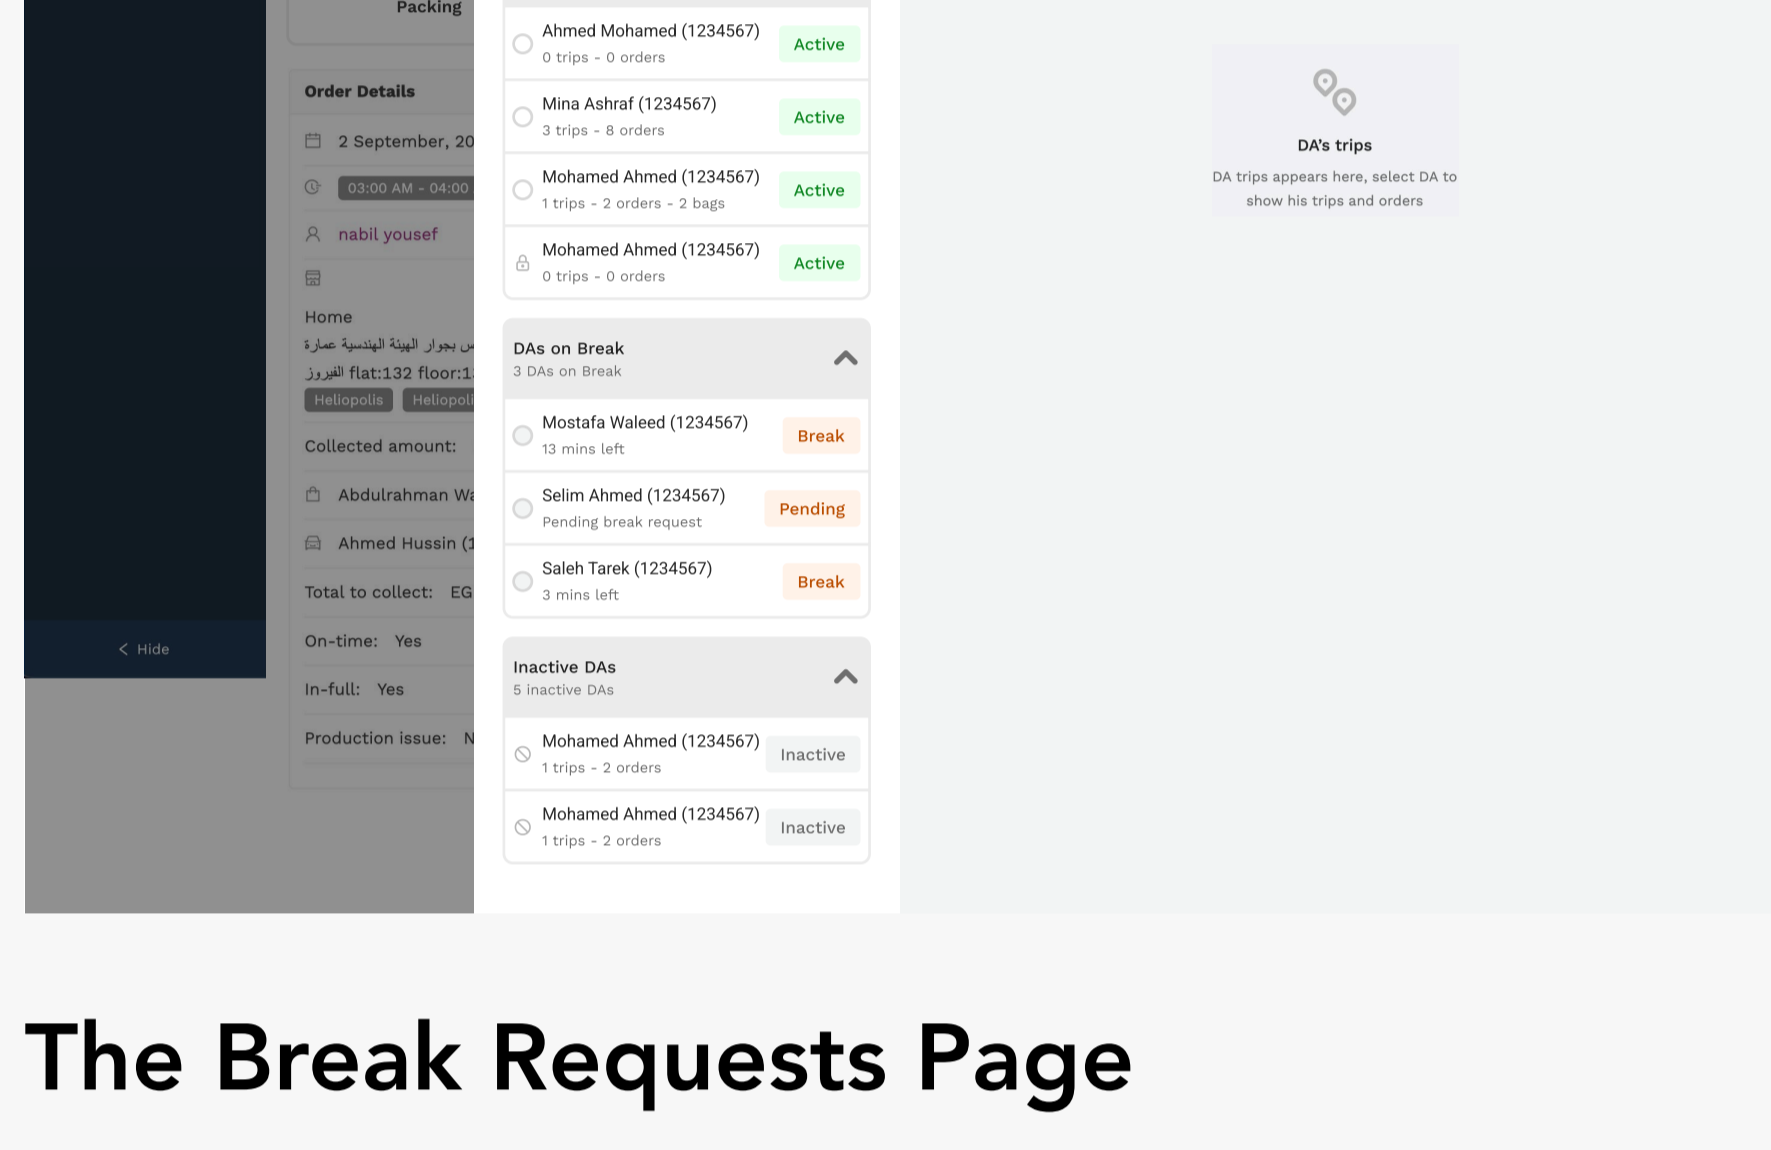 Packing
Order Details
2 September, 20
03:00 AM - 04:00
nabil yousef
Home
س بجوار الهيئة الهندسية عمارة
الفيروز flat:132 floor:1
Heliopolis
Heliopoli
Collected amount:
Abdulrahman Wa
Ahmed Hussin (1
Total to collect: EG
On-time: Yes
In-full: Yes
Production issue: N
Hide
Ahmed Mohamed (1234567)
0 trips - 0 orders
Active
Mina Ashraf (1234567)
3 trips - 8 orders
Active
Mohamed Ahmed (1234567)
1 trips - 2 orders - 2 bags
Active
Mohamed Ahmed (1234567)
0 trips - 0 orders
Active
DAs on Break
3 DAs on Break
Mostafa Waleed (1234567)
13 mins left
Break
Selim Ahmed (1234567)
Pending break request
Pending
Saleh Tarek (1234567)
3 mins left
Break
Inactive DAs
5 inactive DAs
Mohamed Ahmed (1234567)
1 trips - 2 orders
Inactive
Mohamed Ahmed (1234567)
1 trips - 2 orders
Inactive
DA’s trips
DA trips appears here, select DA to
show his trips and orders
The Break Requests Page